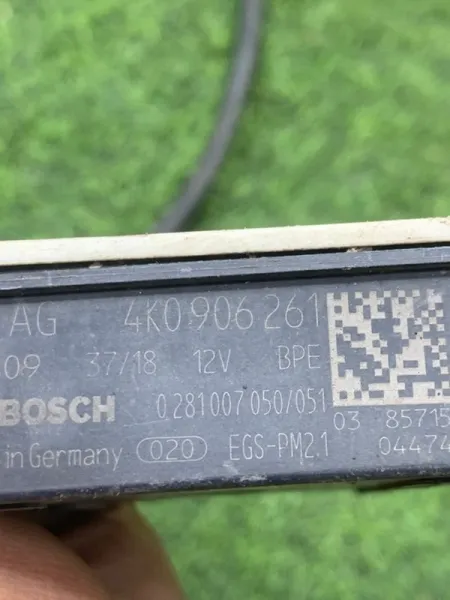 AG 4K0 906 261
09 37/18 12V BPE
BOSCH 0 281 007 050/051
03 85715
in Germany 020 EGS-PM2.1
04474